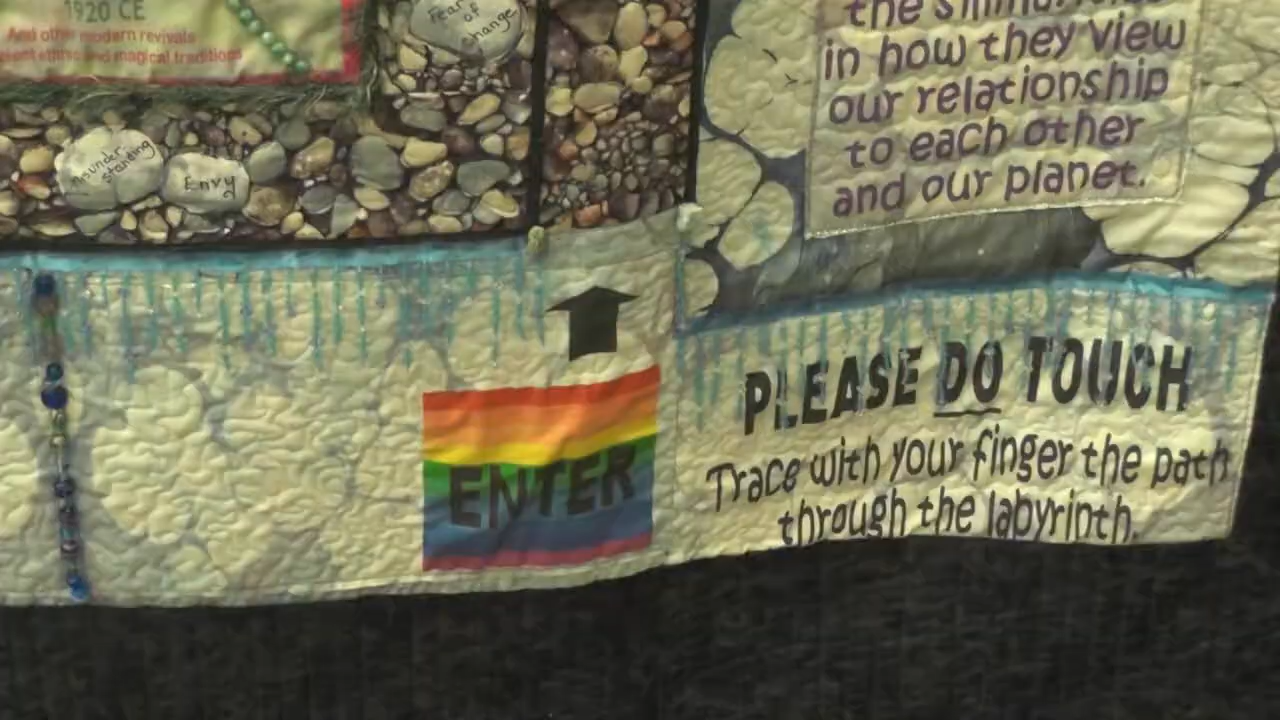 1920 CE
And other modern revivals
ethnic and magical traditions
Fear
of
change
misunder
standing
Envy
in how they view
our relationship
to each other
and our planet.
ENTER
PLEASE DO TOUCH
Trace with your finger the path
through the labyrinth.